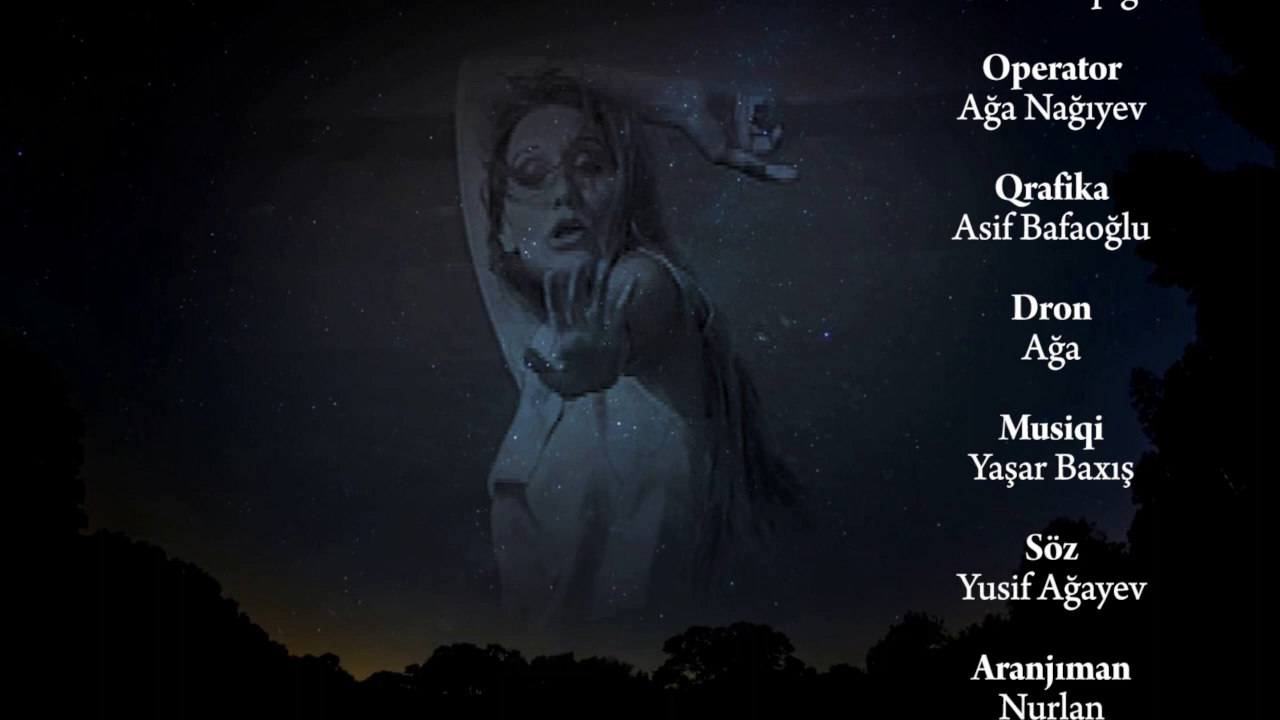 Operator
Ağa Nağıyev
Qrafika
Asif Bafaoğlu
Dron
Ağa
Musiqi
Yaşar Baxış
Söz
Yusif Ağayev
Aranjıman
Nurlan